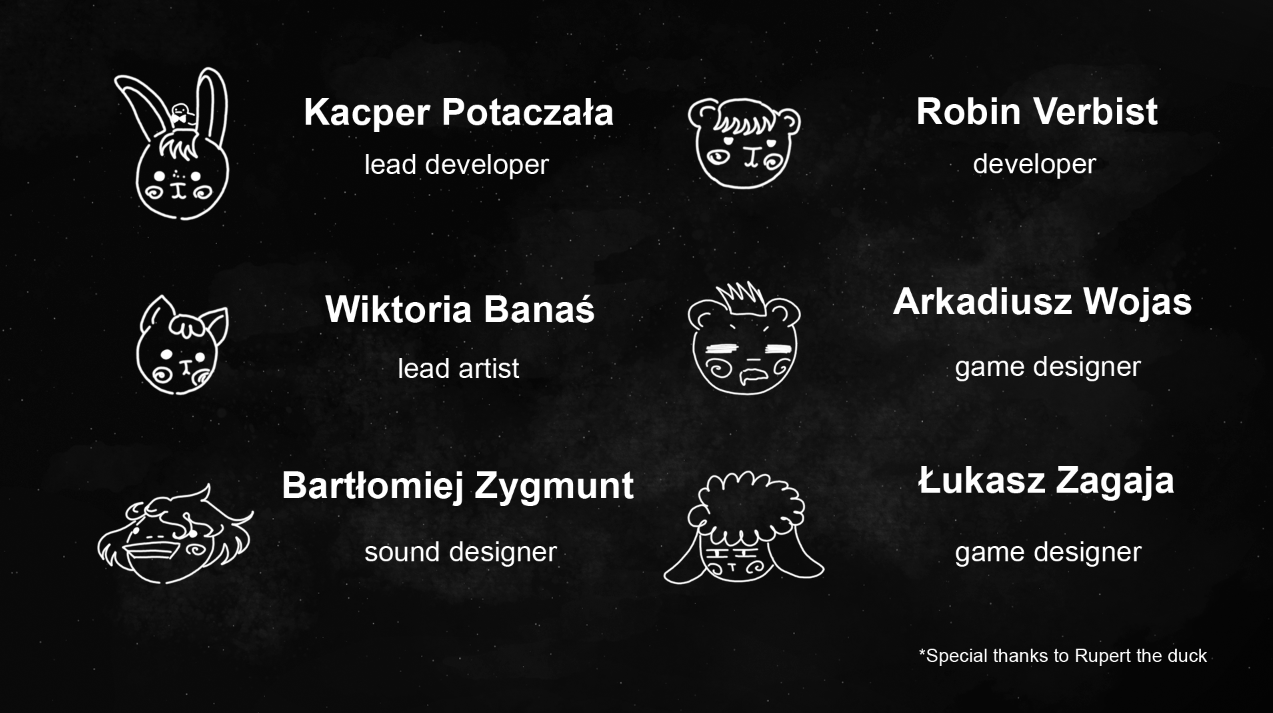 Kacper Potaczała
lead developer
Robin Verbist
developer
Wiktoria Banaś
lead artist
Arkadiusz Wojas
game designer
Bartłomiej Zygmunt
sound designer
Łukasz Zagaja
game designer
*Special thanks to Rupert the duck